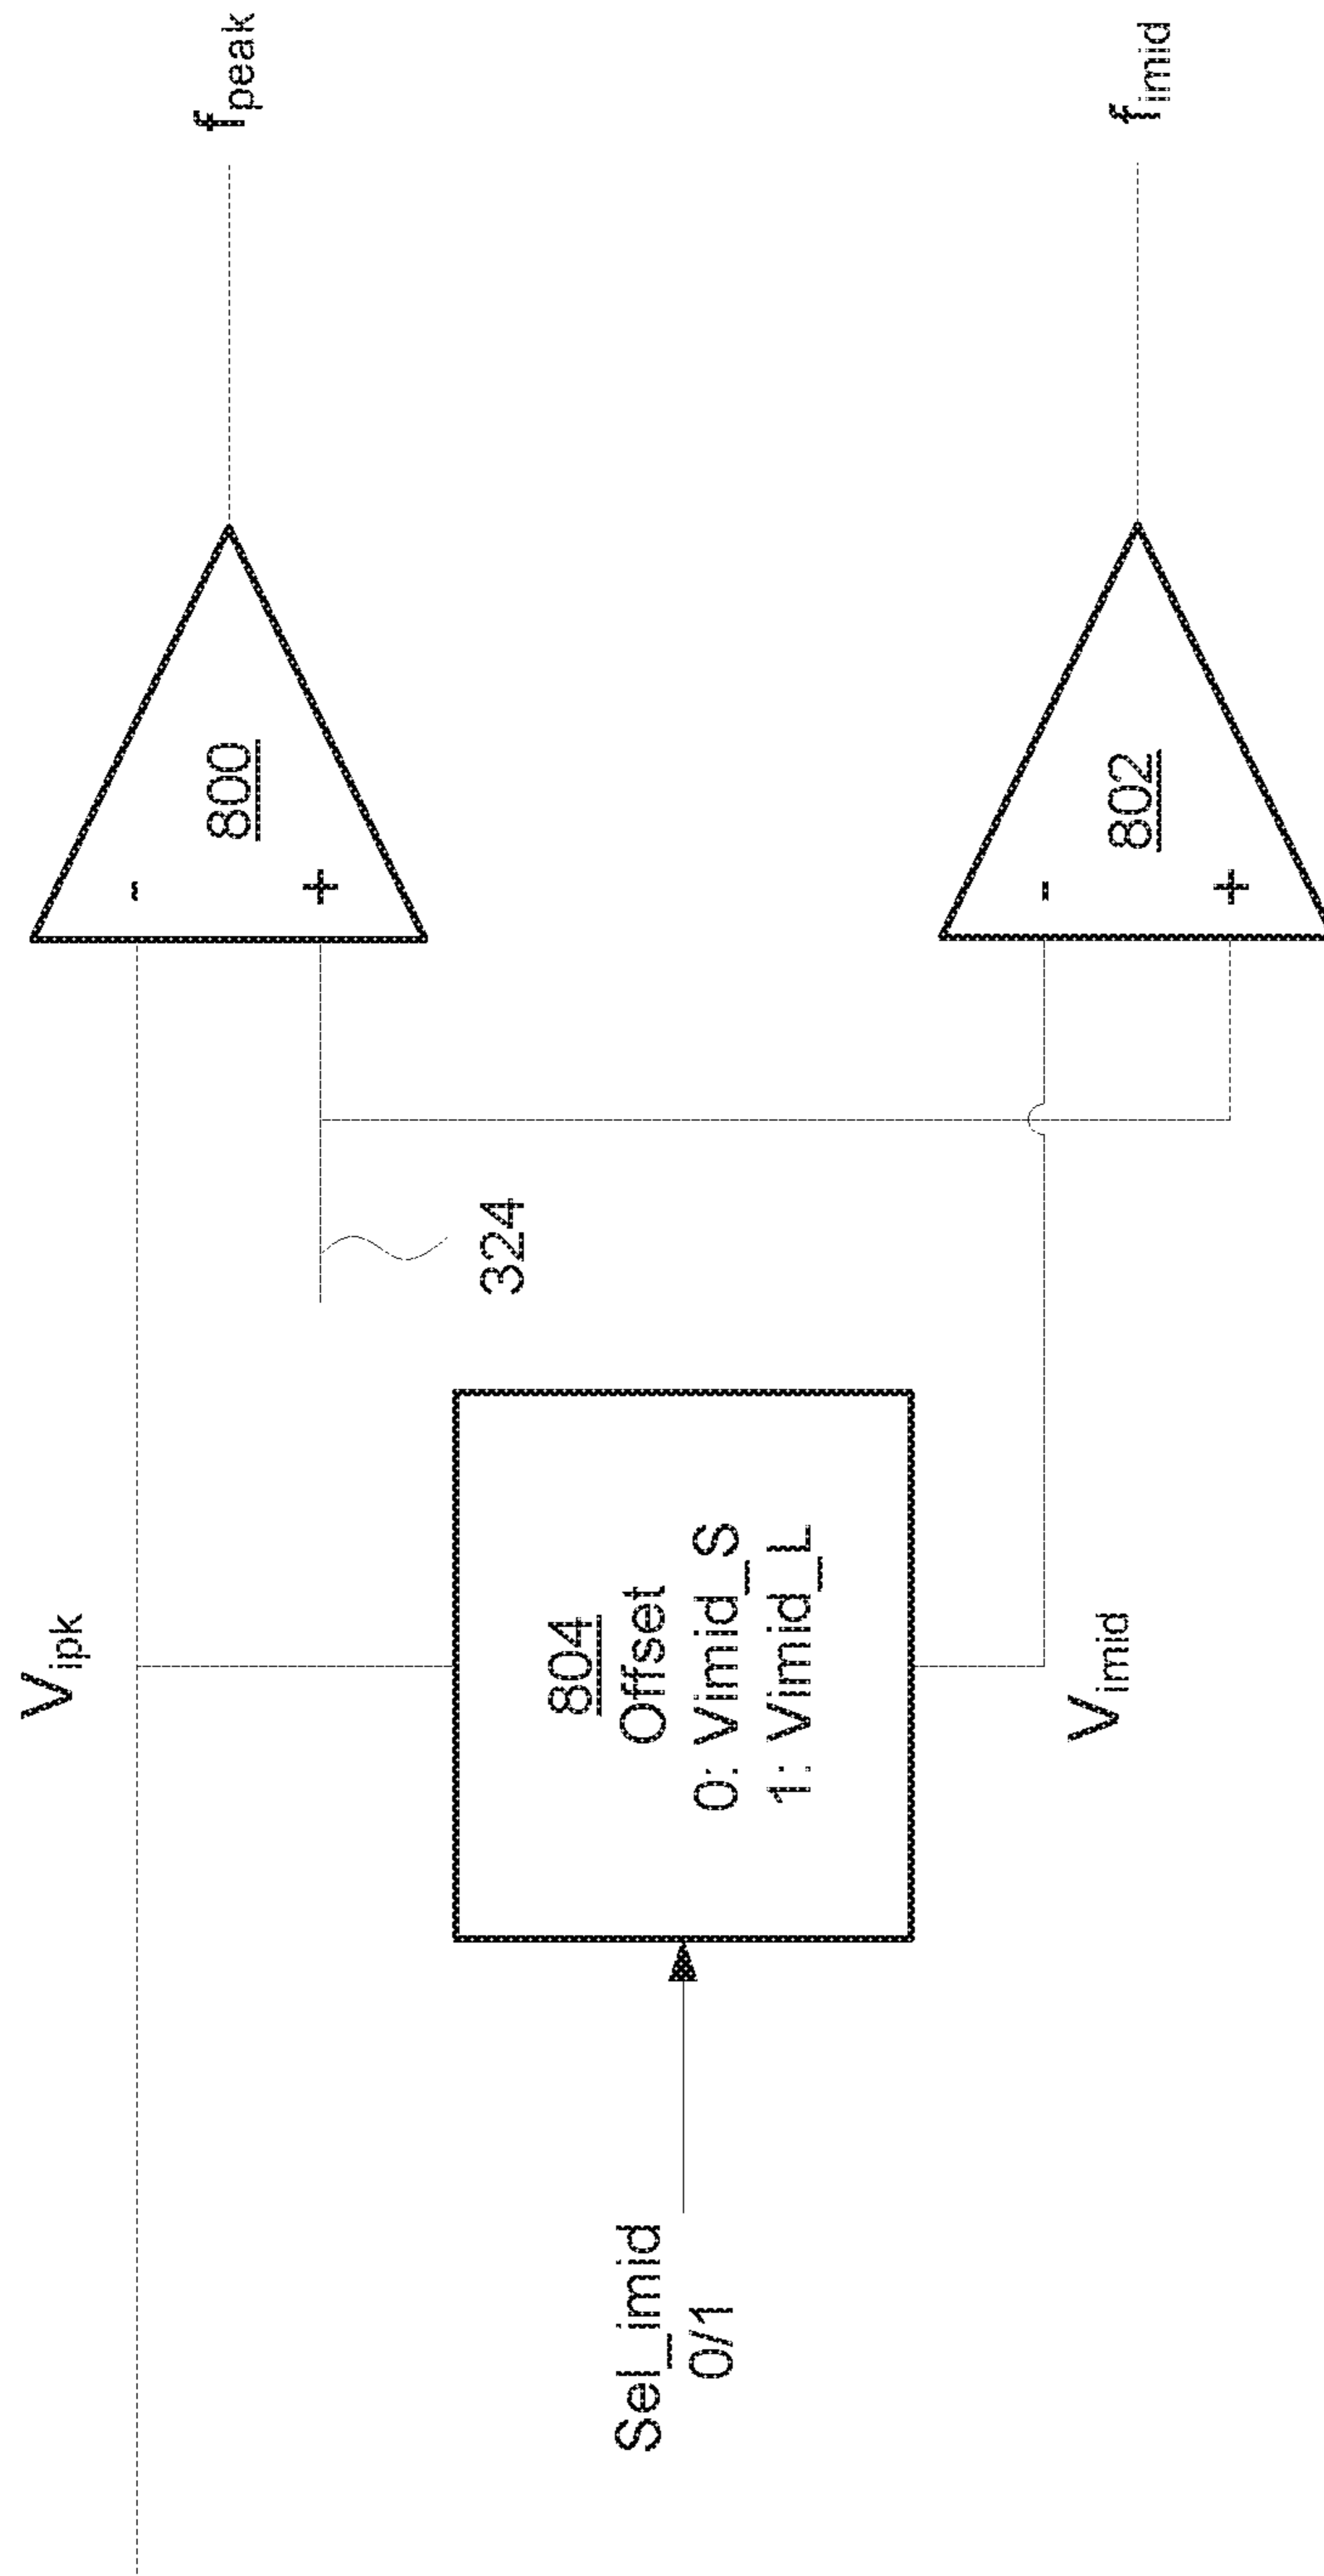 V_ipk
f_peak
-
800
+
324
804
Offset
0: Vimid_S
1: Vimid_L
Sel_imid
0/1
-
802
+
V_imid
f_imid